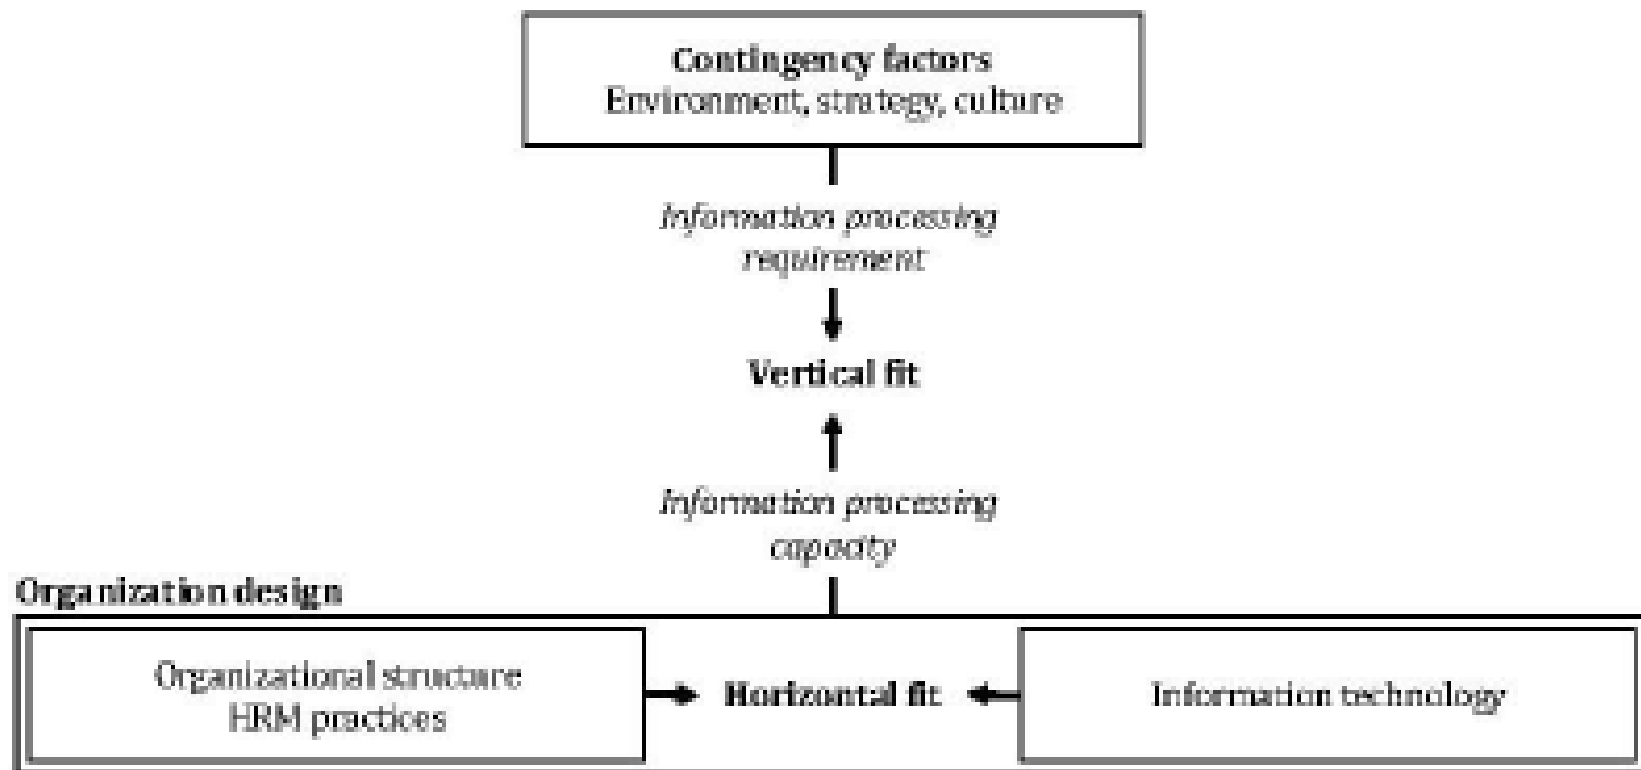 Contingency factors
Environment, strategy, culture
Information processing
requirement
Vertical fit
Information processing
capacity
Organization design
Organizational structure
HRM practices
Horizontal fit
Information technology